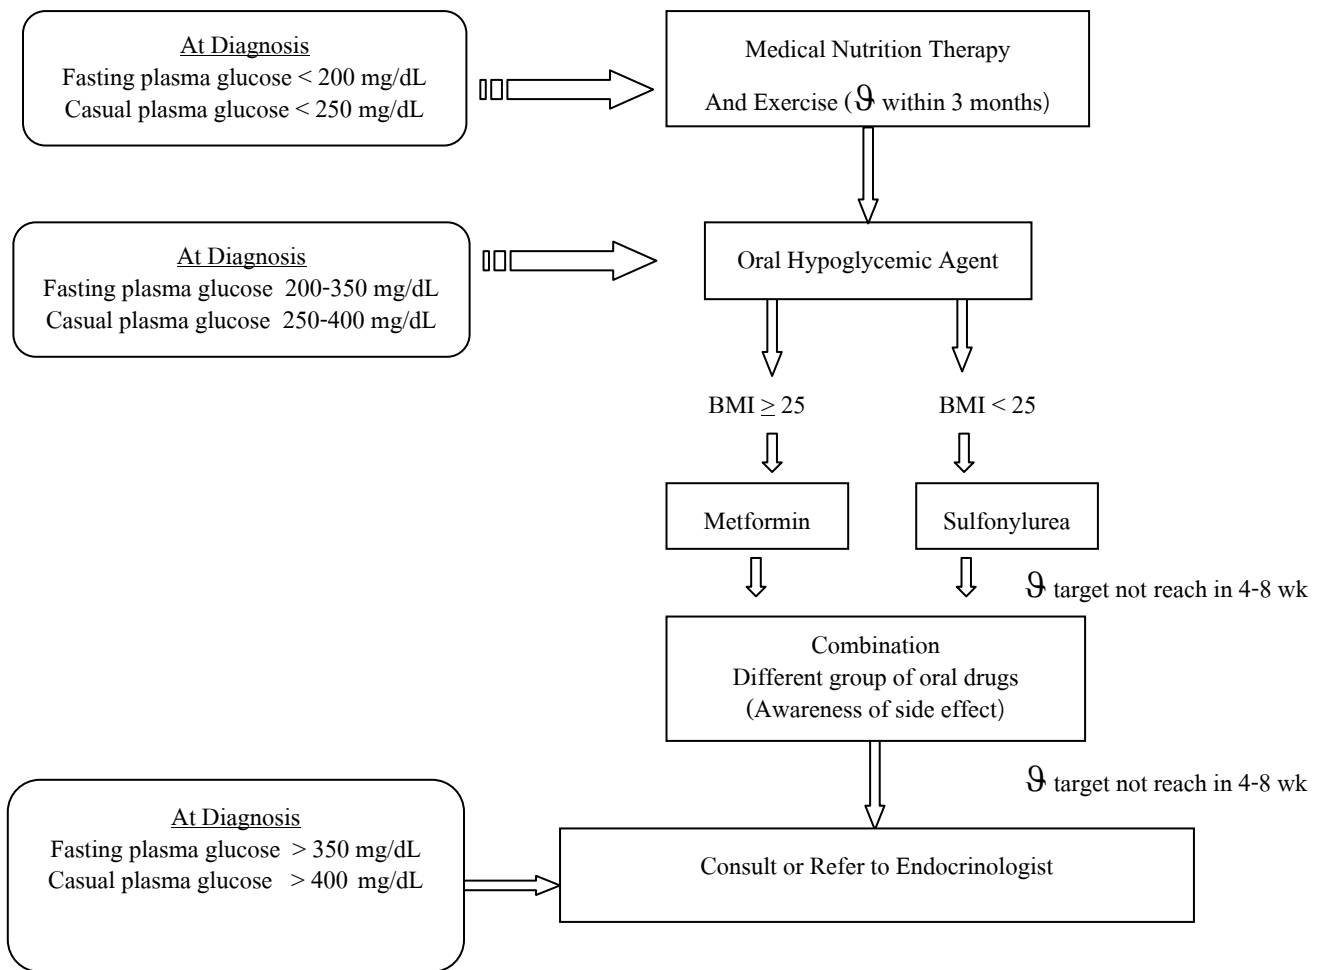 At Diagnosis
Fasting plasma glucose < 200 mg/dL
Casual plasma glucose < 250 mg/dL
Medical Nutrition Therapy
And Exercise (ϑ within 3 months)
At Diagnosis
Fasting plasma glucose 200-350 mg/dL
Casual plasma glucose 250-400 mg/dL
Oral Hypoglycemic Agent
BMI ≥ 25
BMI < 25
Metformin
Sulfonylurea
ϑ target not reach in 4-8 wk
Combination
Different group of oral drugs
(Awareness of side effect)
ϑ target not reach in 4-8 wk
At Diagnosis
Fasting plasma glucose > 350 mg/dL
Casual plasma glucose > 400 mg/dL
Consult or Refer to Endocrinologist